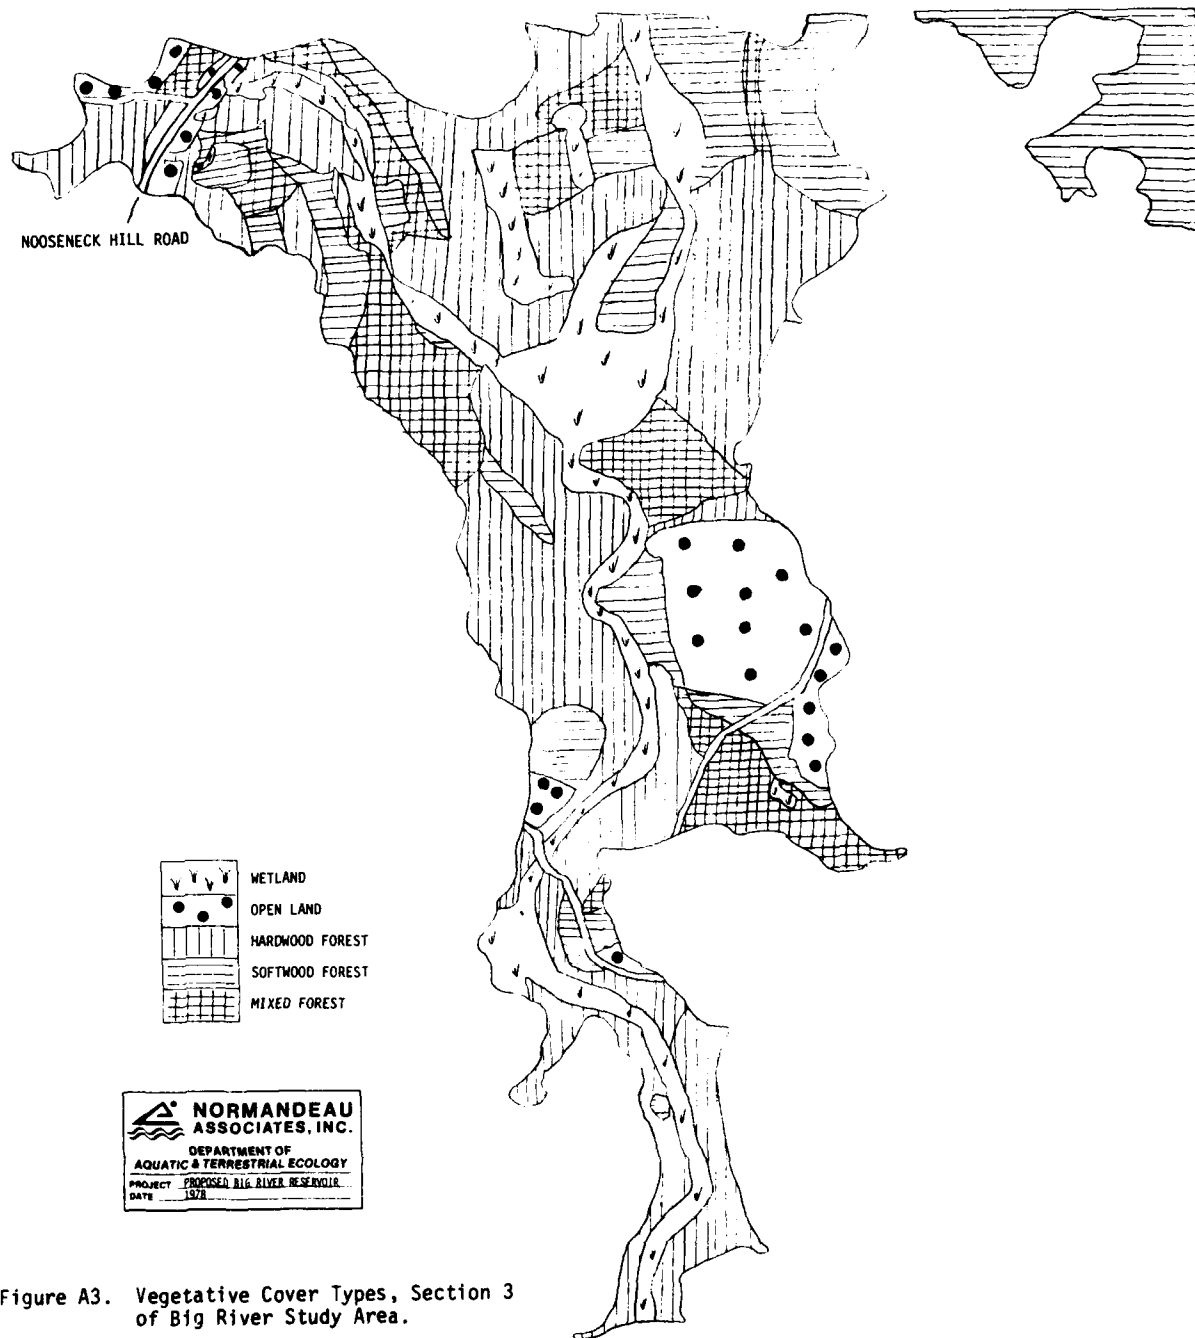 NOOSENECK HILL ROAD
WETLAND
OPEN LAND
HARDWOOD FOREST
SOFTWOOD FOREST
MIXED FOREST
NORMANDEAU
ASSOCIATES, INC.
DEPARTMENT OF
AQUATIC & TERRESTRIAL ECOLOGY
PROJECT PROPOSED BIG RIVER RESERVOIR
DATE 1978
Figure A3. Vegetative Cover Types, Section 3
of Big River Study Area.